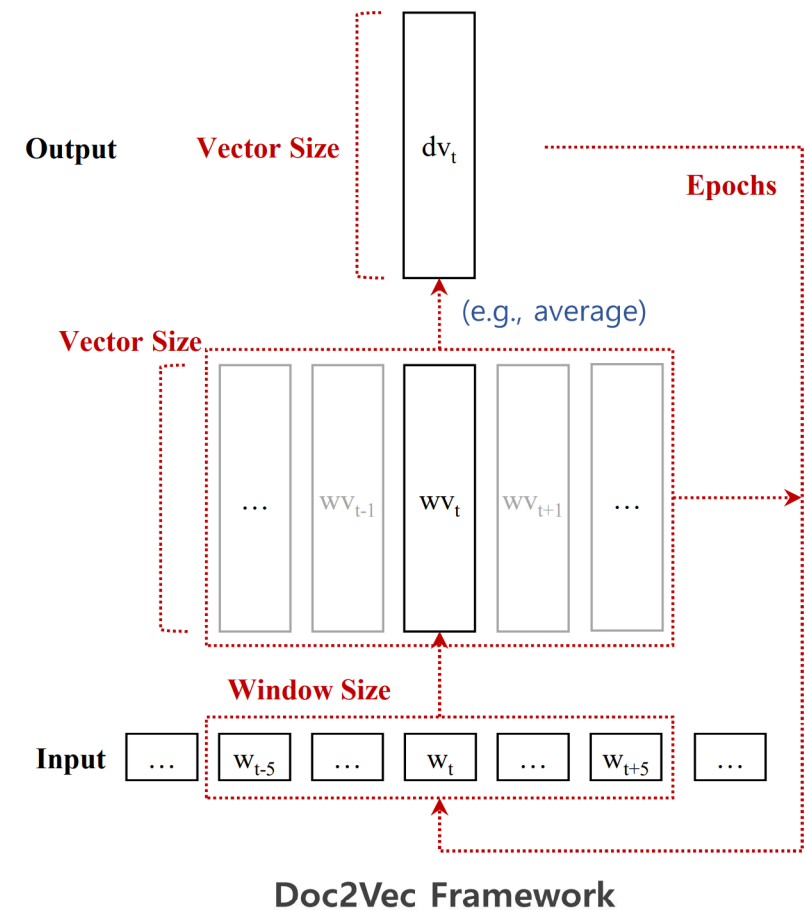 dvₜ
Output
Vector Size
Epochs
(e.g., average)
Vector Size
… wvₜ₋₁ wvₜ wvₜ₊₁ …
Window Size
Input … wₜ₋₅ … wₜ … wₜ₊₅ …
Doc2Vec Framework